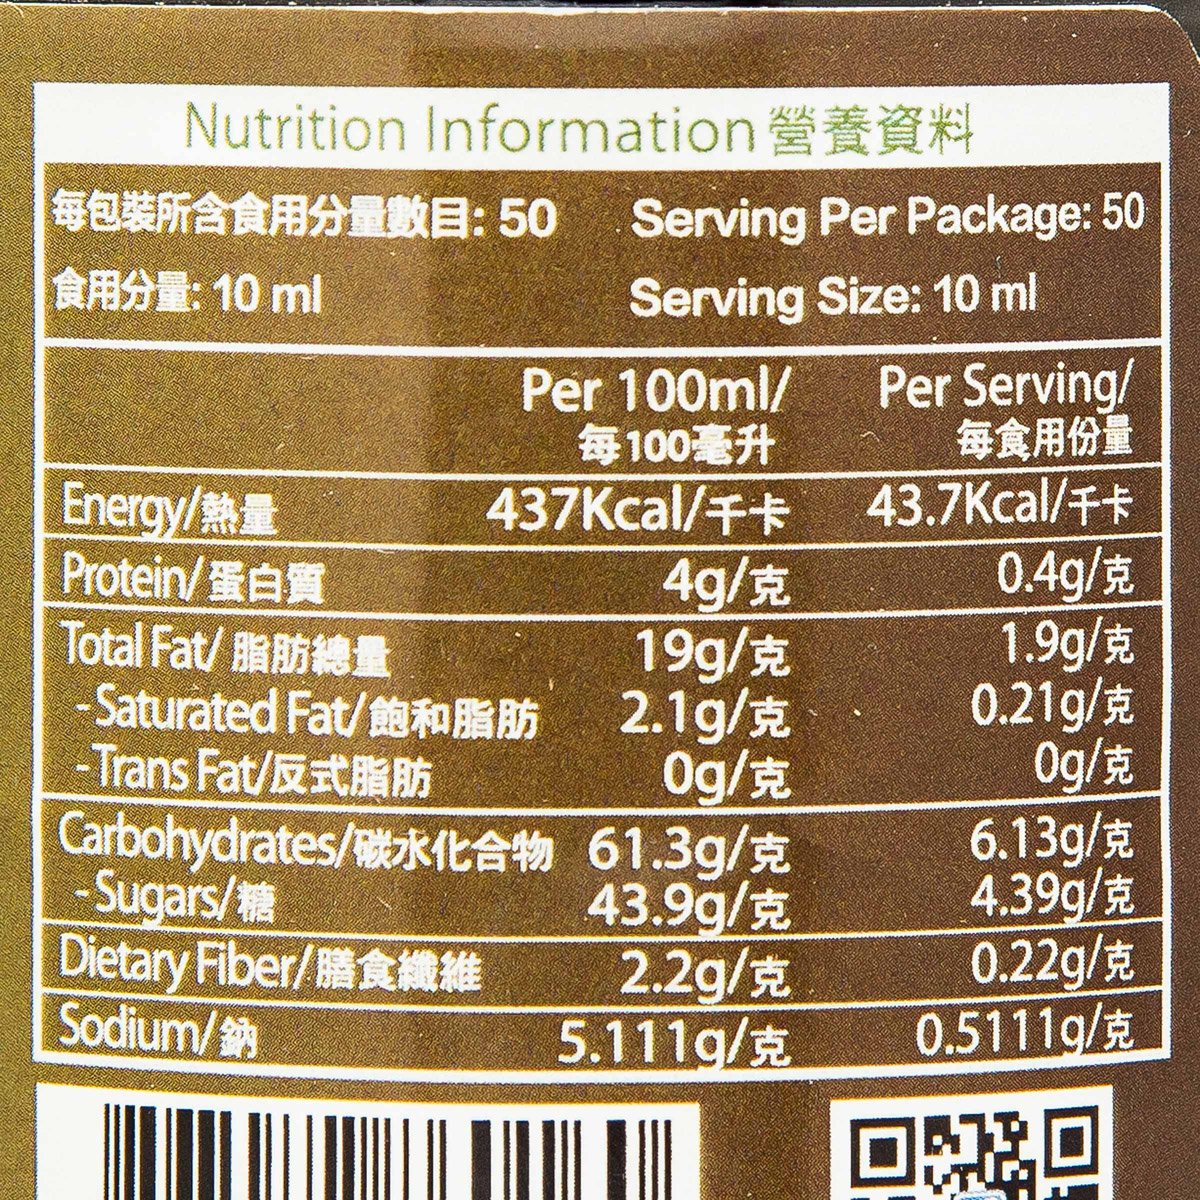 Nutrition Information 營養資料
每包裝所含食用分量數目: 50 Serving Per Package: 50
食用分量: 10 ml Serving Size: 10 ml
Per 100ml/ Per Serving/
每100毫升 每食用份量
Energy/熱量 437Kcal/千卡 43.7Kcal/千卡
Protein/蛋白質 4g/克 0.4g/克
Total Fat/ 脂肪總量 19g/克 1.9g/克
- Saturated Fat/飽和脂肪 2.1g/克 0.21g/克
- Trans Fat/反式脂肪 0g/克 0g/克
Carbohydrates/碳水化合物 61.3g/克 6.13g/克
- Sugars/糖 43.9g/克 4.39g/克
Dietary Fiber/膳食纖維 2.2g/克 0.22g/克
Sodium/鈉 5.111g/克 0.5111g/克